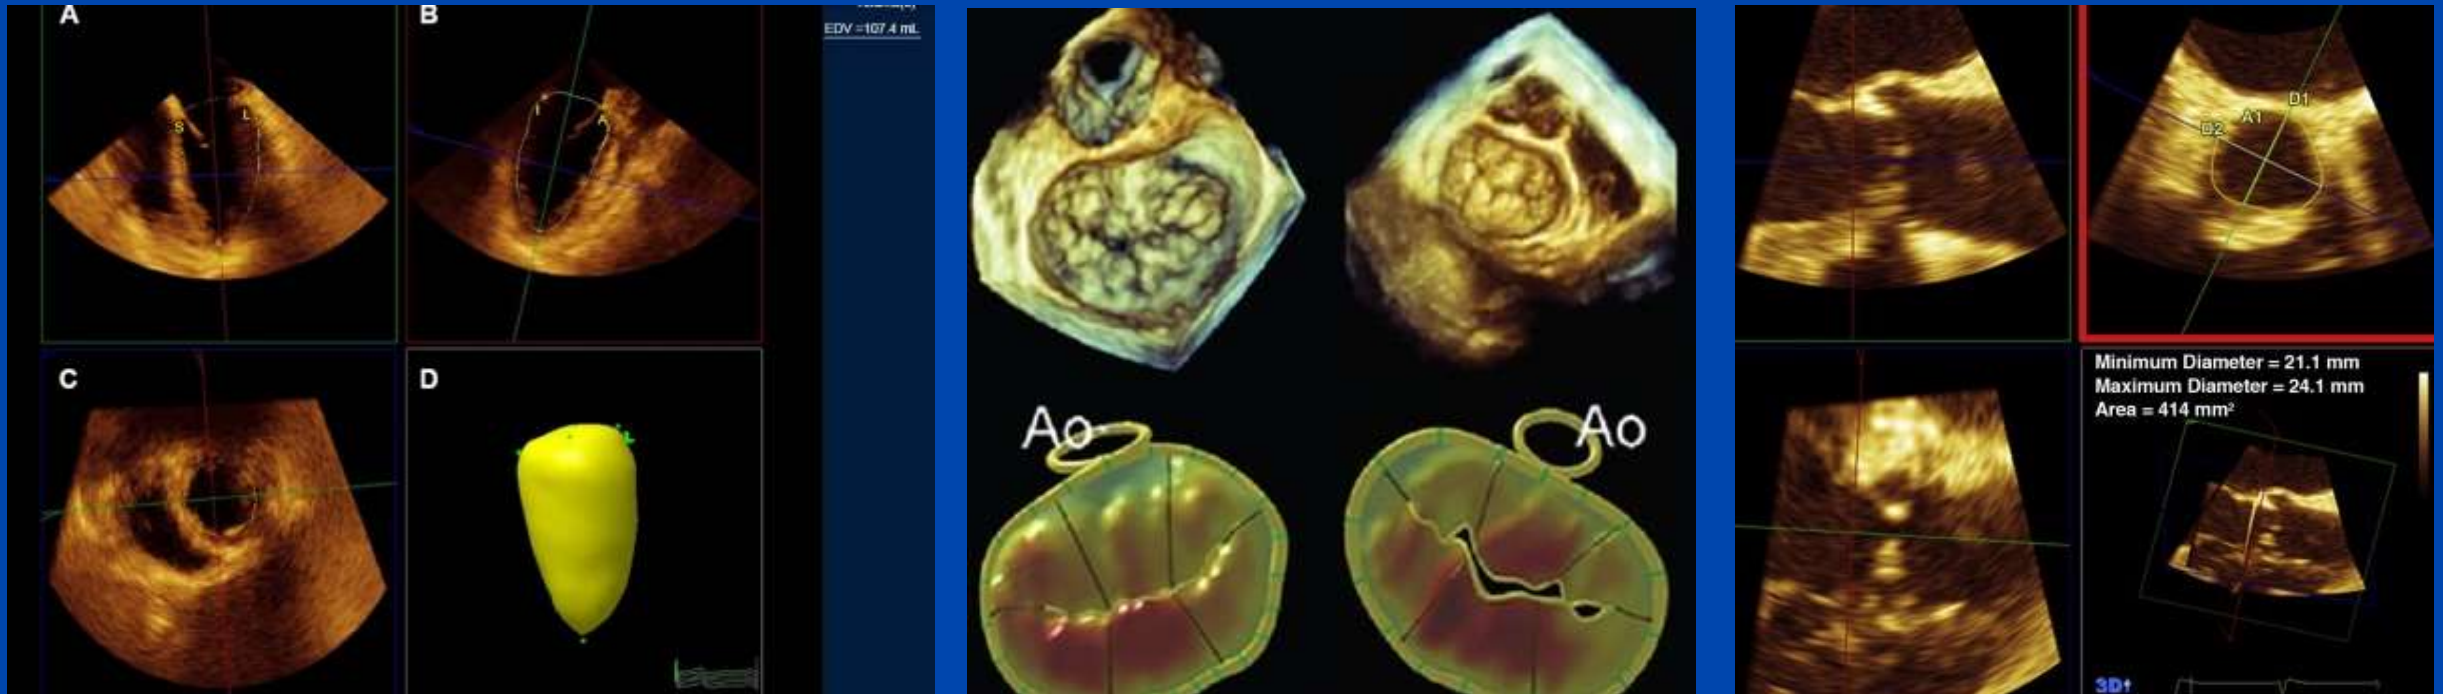 A
B
EDV =107.4 mL
S
L
I
A
C
D
Ao
Ao
D1
A1
D2
Minimum Diameter = 21.1 mm
Maximum Diameter = 24.1 mm
Area = 414 mm²
3D↑